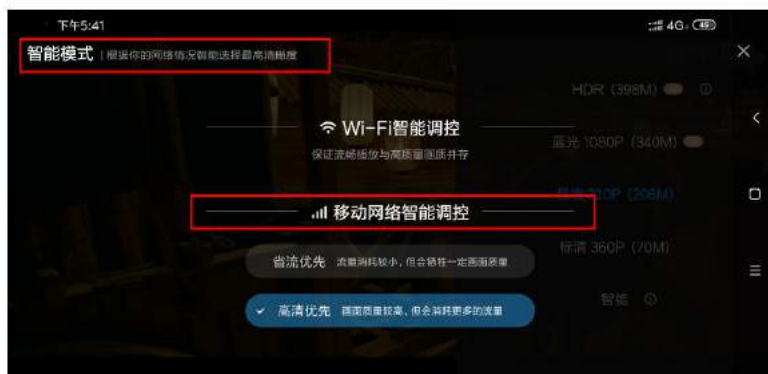 下午5:41
4G 45
智能模式 | 根据你的网络情况智能选择最高清晰度
HDR (398M)
Wi-Fi智能调控
保证流畅播放与高质量画质并存
蓝光 1080P (340M)
720P (206M)
移动网络智能调控
标清 360P (70M)
省流优先 流量消耗较小,但会牺牲一定画面质量
智能
高清优先 画面质量较高,但会消耗更多的流量